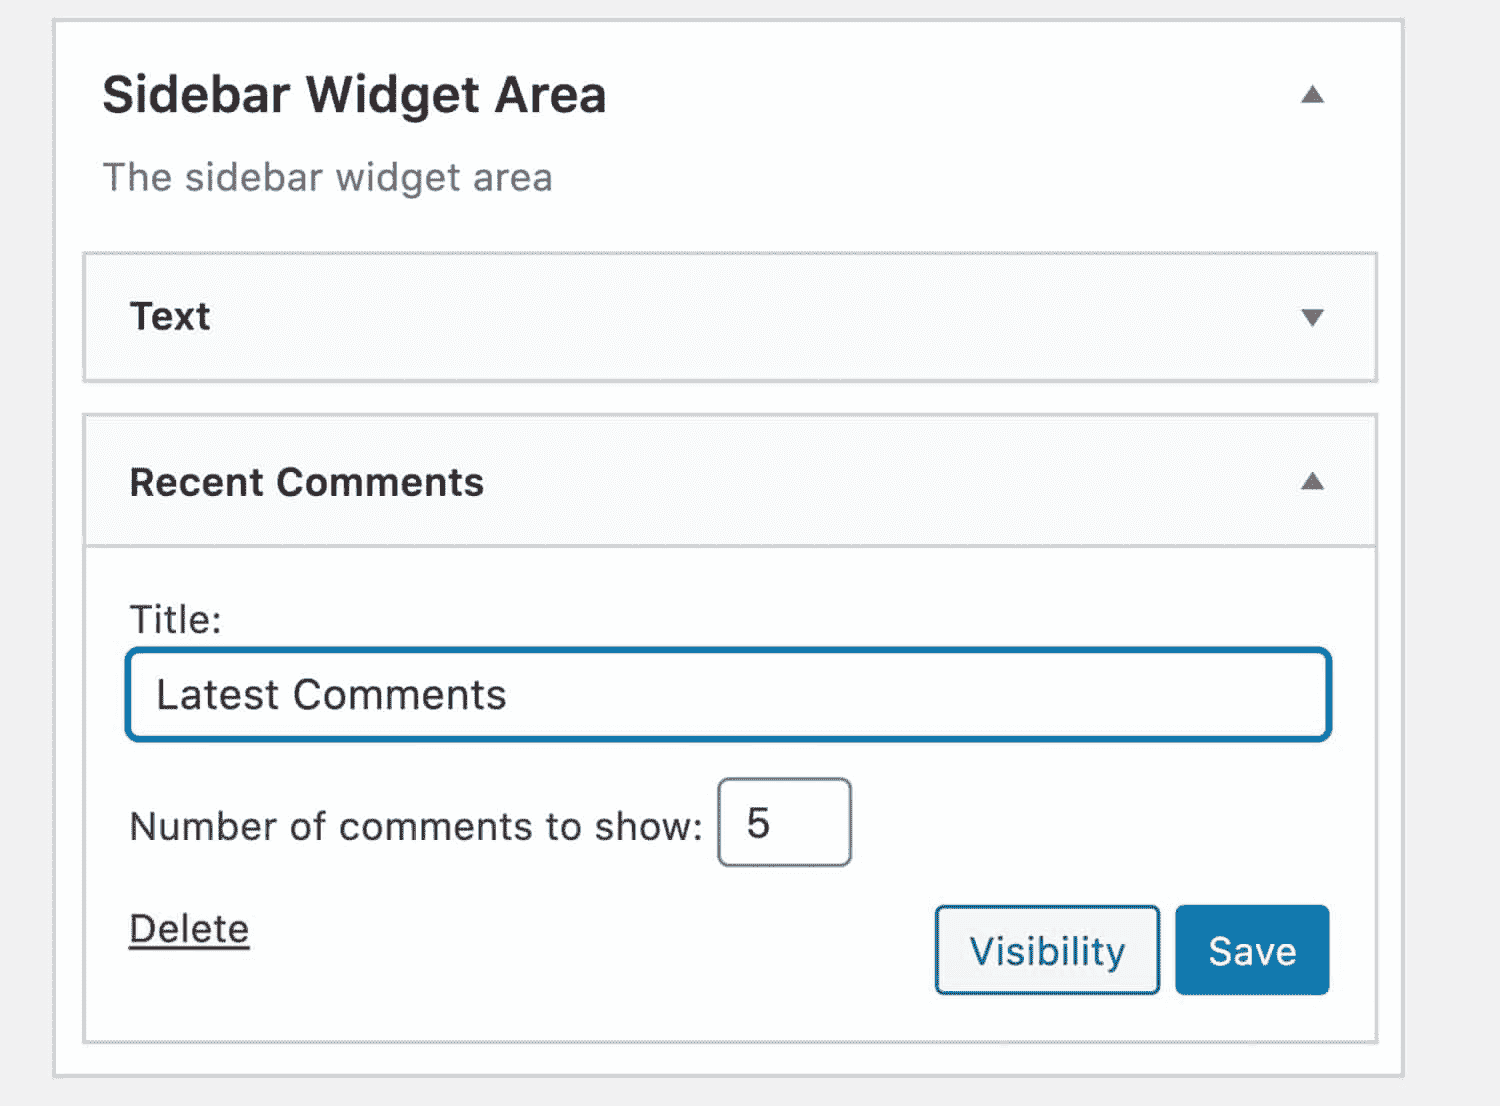 Sidebar Widget Area
The sidebar widget area
Text
Recent Comments
Title:
Latest Comments
Number of comments to show: 5
Delete
Visibility
Save